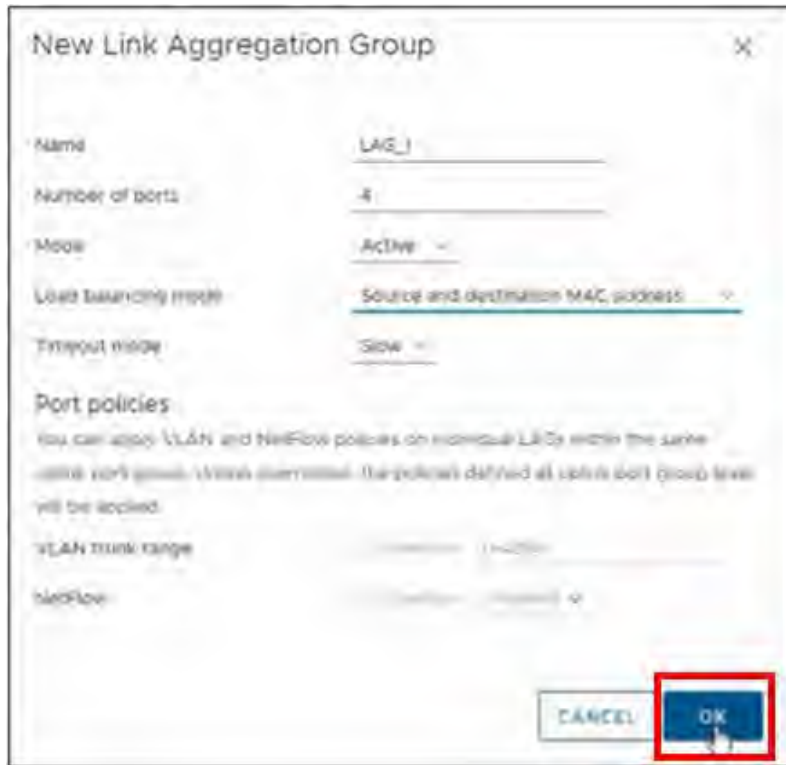 New Link Aggregation Group
Name LAG_1
Number of ports 4
Mode Active
Load balancing mode Source and destination MAC address
Timeout mode Slow
Port policies
You can apply VLAN and NetFlow policies on individual LAGs within the same
uplink port group. Unless overridden, the policies defined at uplink port group level
will be applied.
VLAN trunk range
NetFlow
CANCEL OK